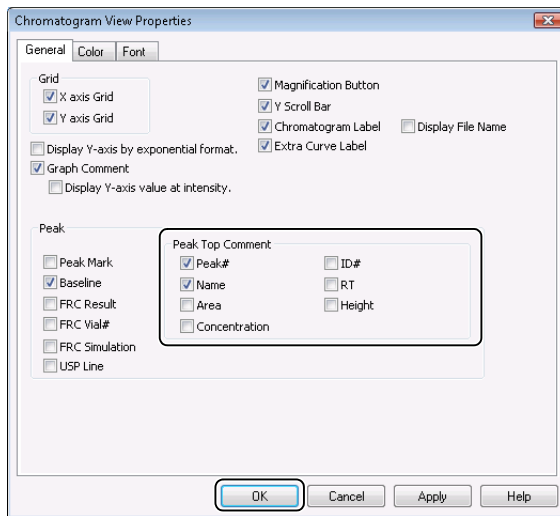 Chromatogram View Properties
General Color Font
Grid
X axis Grid
Y axis Grid
Magnification Button
Y Scroll Bar
Chromatogram Label Display File Name
Extra Curve Label
Display Y-axis by exponential format.
Graph Comment
Display Y-axis value at intensity.
Peak
Peak Mark
Baseline
FRC Result
FRC Vial#
FRC Simulation
USP Line
Peak Top Comment
Peak# ID#
Name RT
Area Height
Concentration
OK Cancel Apply Help